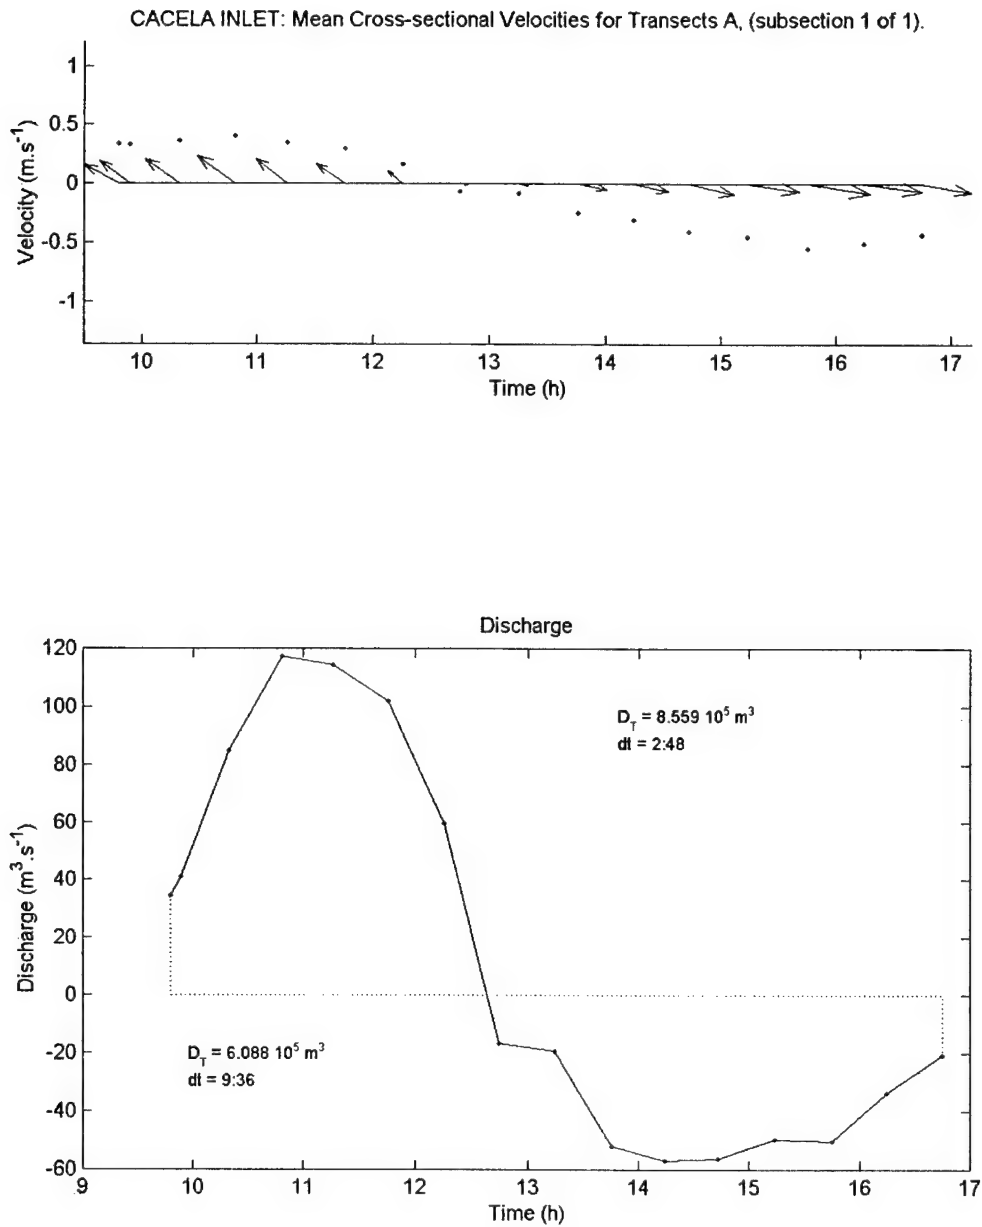 CACELA INLET: Mean Cross-sectional Velocities for Transects A, (subsection 1 of 1).
1
0.5
0
-0.5
-1
Velocity (m.s⁻¹)
10 11 12 13 14 15 16 17
Time (h)
Discharge
120
100
80
60
40
20
0
-20
-40
-60
Discharge (m³.s⁻¹)
D_T = 8.559 10⁵ m³
dt = 2:48
D_T = 6.088 10⁵ m³
dt = 9:36
9 10 11 12 13 14 15 16 17
Time (h)